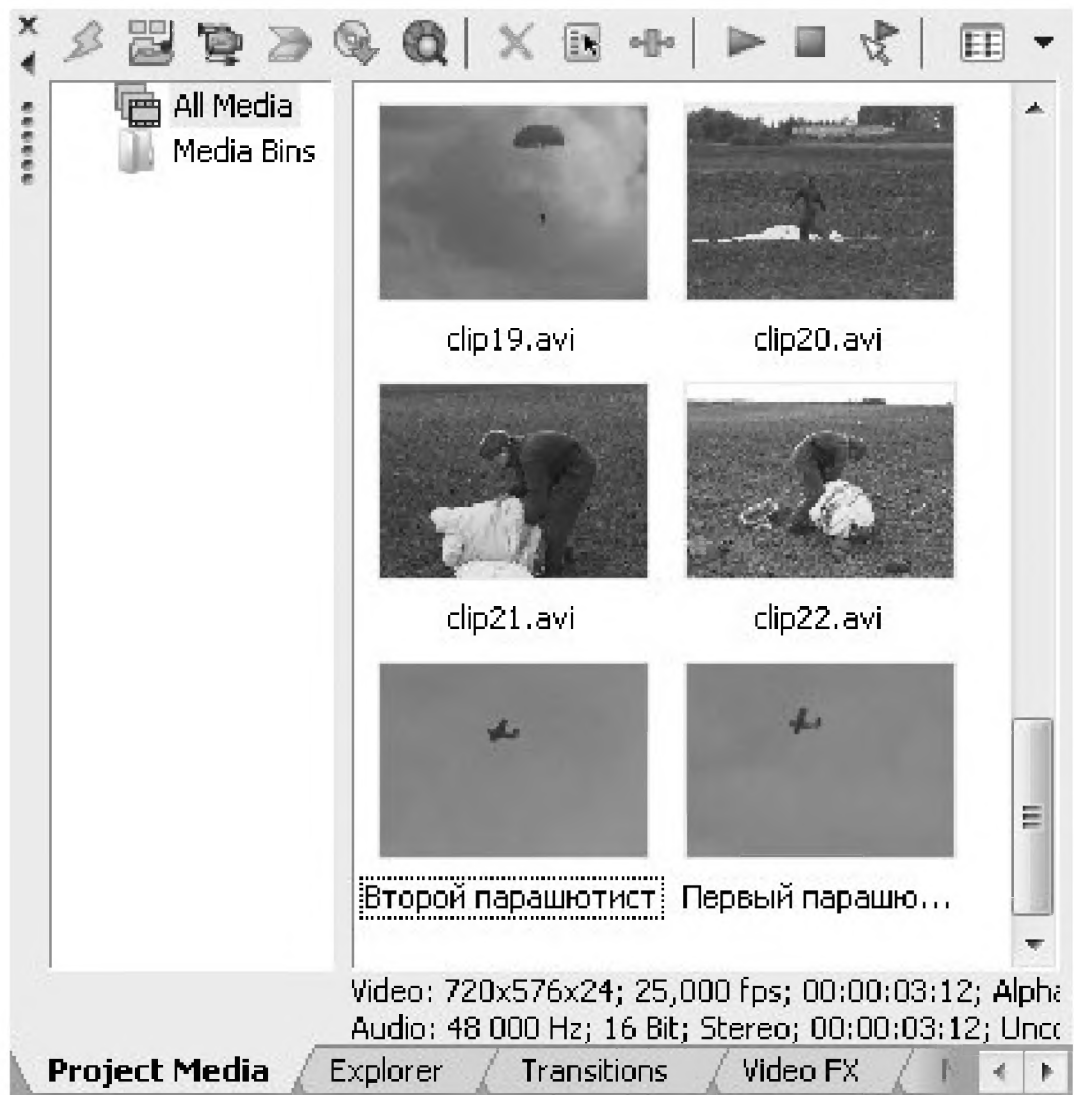 All Media
Media Bins
clip19.avi
clip20.avi
clip21.avi
clip22.avi
Второй парашютист
Первый парашю...
Video: 720x576x24; 25,000 fps; 00:00:03:12; Alpha
Audio: 48 000 Hz; 16 Bit; Stereo; 00:00:03:12; Unco
Project Media
Explorer
Transitions
Video FX